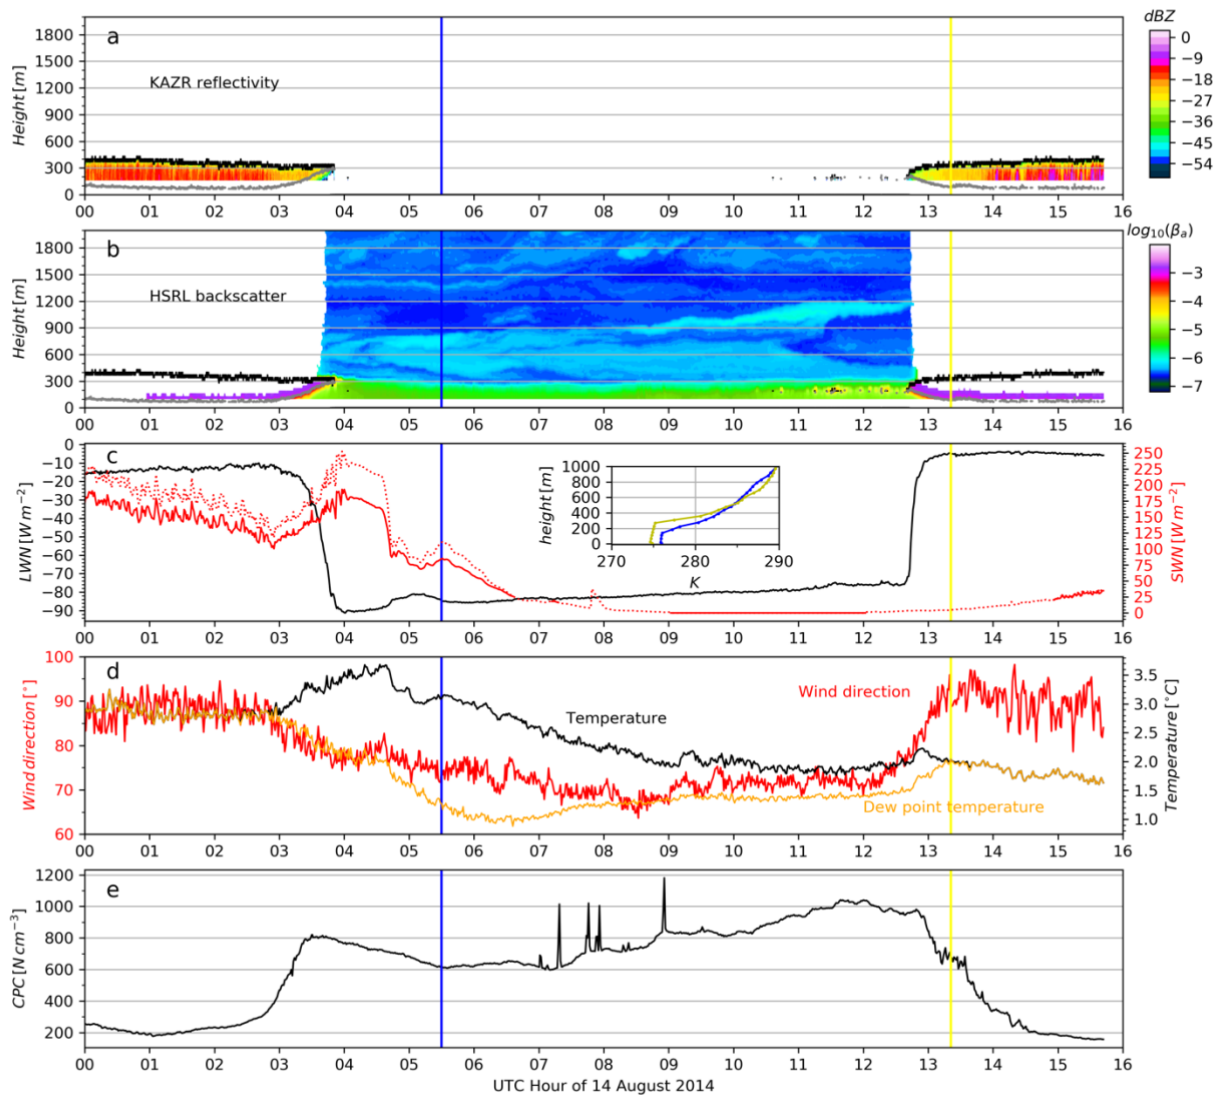 dBZ
a
KAZR reflectivity
Height [m]
1800
1500
1200
900
600
300
0
0
−9
−18
−27
−36
−45
−54
00 01 02 03 04 05 06 07 08 09 10 11 12 13 14 15 16
log10(βa)
b
HSRL backscatter
Height [m]
1800
1500
1200
900
600
300
0
−3
−4
−5
−6
−7
00 01 02 03 04 05 06 07 08 09 10 11 12 13 14 15 16
c
LWN [W m−2]
0
−10
−20
−30
−40
−50
−60
−70
−80
−90
height [m]
1000
800
600
400
200
0
270 280 290
K
250
225
200
175
150
125
100
75
50
25
0
SWN [W m−2]
00 01 02 03 04 05 06 07 08 09 10 11 12 13 14 15 16
d
Wind direction [°]
100
90
80
70
60
Wind direction
Temperature
Dew point temperature
3.5
3.0
2.5
2.0
1.5
1.0
Temperature [°C]
00 01 02 03 04 05 06 07 08 09 10 11 12 13 14 15 16
e
CPC [N cm−3]
1200
1000
800
600
400
200
00 01 02 03 04 05 06 07 08 09 10 11 12 13 14 15 16
UTC Hour of 14 August 2014